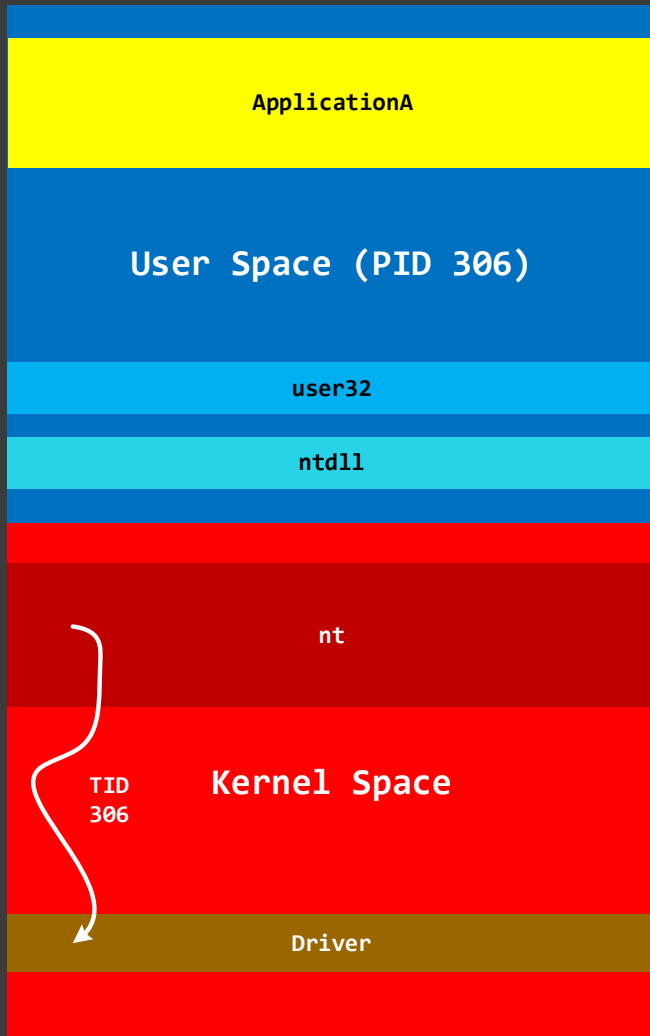 ApplicationA
User Space (PID 306)
user32
ntdll
nt
Kernel Space
TID
306
Driver